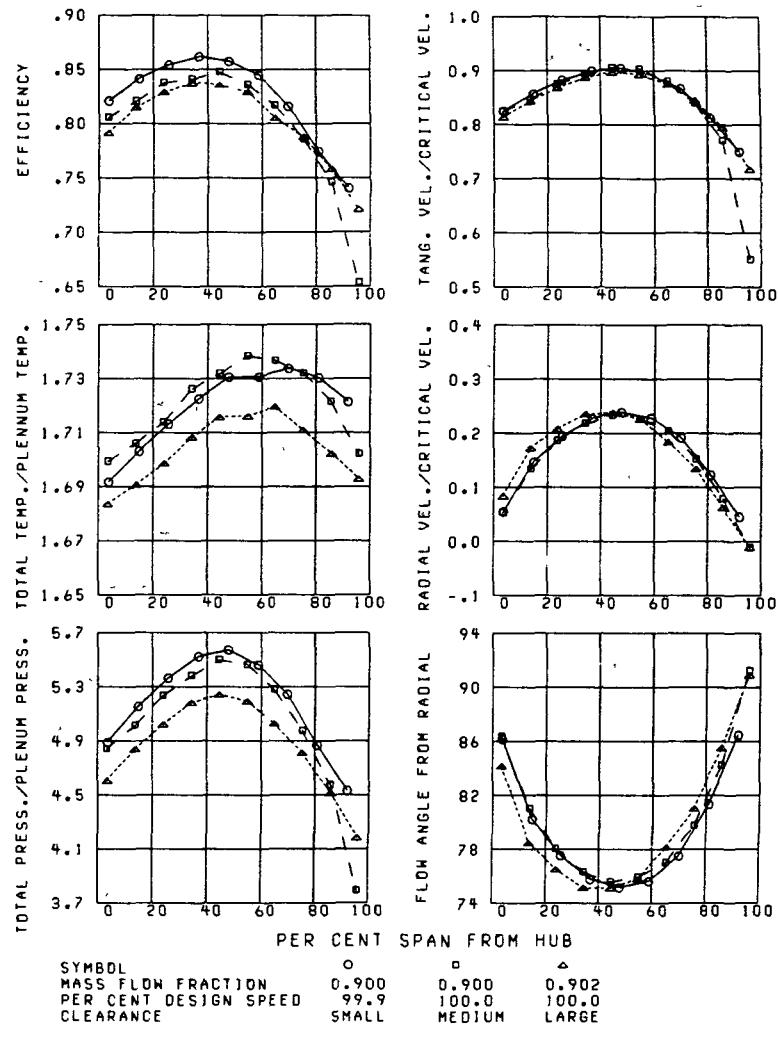 .90
.85
.80
.75
.70
.65
EFFICIENCY
0 20 40 60 80 100
1.0
0.9
0.8
0.7
0.6
0.5
TANG. VEL./CRITICAL VEL.
0 20 40 60 80 100
1.75
1.73
1.71
1.69
1.67
1.65
TOTAL TEMP./PLENNUM TEMP.
0 20 40 60 80 100
0.4
0.3
0.2
0.1
0.0
-.1
RADIAL VEL./CRITICAL VEL.
0 20 40 60 80 100
5.7
5.3
4.9
4.5
4.1
3.7
TOTAL PRESS./PLENUM PRESS.
0 20 40 60 80 100
94
90
86
82
78
74
FLOW ANGLE FROM RADIAL
0 20 40 60 80 100
PER CENT SPAN FROM HUB
SYMBOL
MASS FLOW FRACTION 0.900 0.900 0.902
PER CENT DESIGN SPEED 99.9 100.0 100.0
CLEARANCE SMALL MEDIUM LARGE